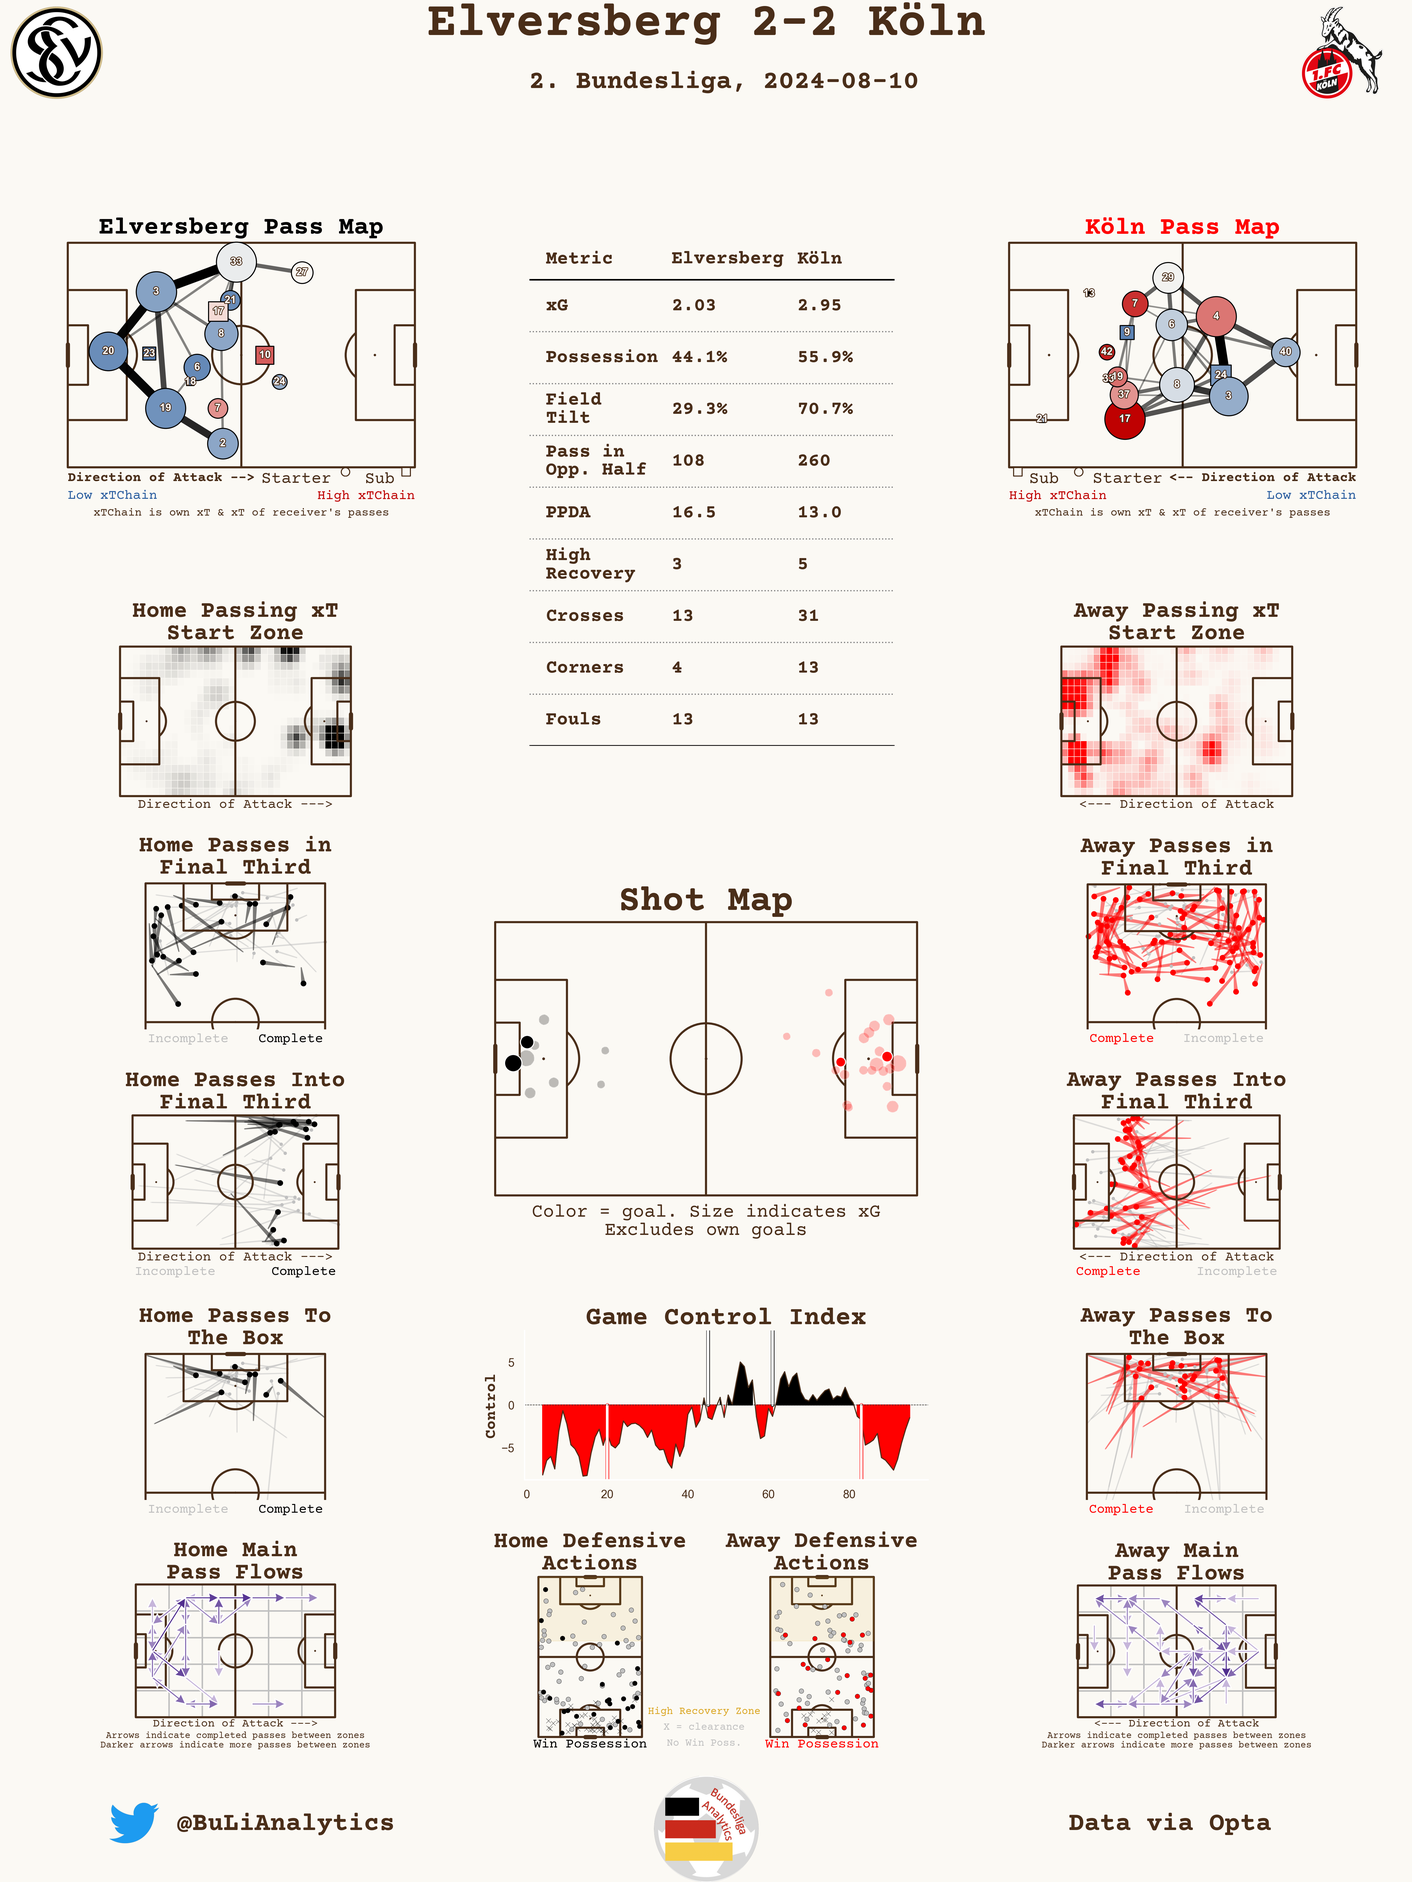 Elversberg 2-2 Köln
2. Bundesliga, 2024-08-10
1.FC
KÖLN
Elversberg Pass Map
33
27
3
21
17
8
20
23
10
6
18
24
19
7
2
Direction of Attack --> Starter Sub
Low xTChain High xTChain
xTChain is own xT & xT of receiver's passes
Metric Elversberg Köln
xG 2.03 2.95
Possession 44.1% 55.9%
Field
Tilt 29.3% 70.7%
Pass in
Opp. Half 108 260
PPDA 16.5 13.0
High
Recovery 3 5
Crosses 13 31
Corners 4 13
Fouls 13 13
Köln Pass Map
29
13
7
4
6
9
42
40
19
33
24
8
37
3
17
21
Sub Starter <-- Direction of Attack
High xTChain Low xTChain
xTChain is own xT & xT of receiver's passes
Home Passing xT
Start Zone
Direction of Attack --->
Away Passing xT
Start Zone
<--- Direction of Attack
Home Passes in
Final Third
Incomplete Complete
Away Passes in
Final Third
Complete Incomplete
Shot Map
Color = goal. Size indicates xG
Excludes own goals
Home Passes Into
Final Third
Direction of Attack --->
Incomplete Complete
Away Passes Into
Final Third
<--- Direction of Attack
Complete Incomplete
Home Passes To
The Box
Incomplete Complete
Game Control Index
Control
5
0
−5
0 20 40 60 80
Away Passes To
The Box
Complete Incomplete
Home Main
Pass Flows
Direction of Attack --->
Arrows indicate completed passes between zones
Darker arrows indicate more passes between zones
Home Defensive
Actions
Win Possession
High Recovery Zone
X = clearance
No Win Poss.
Away Defensive
Actions
Win Possession
Away Main
Pass Flows
<--- Direction of Attack
Arrows indicate completed passes between zones
Darker arrows indicate more passes between zones
@BuLiAnalytics
Bundesliga
Analytics
Data via Opta